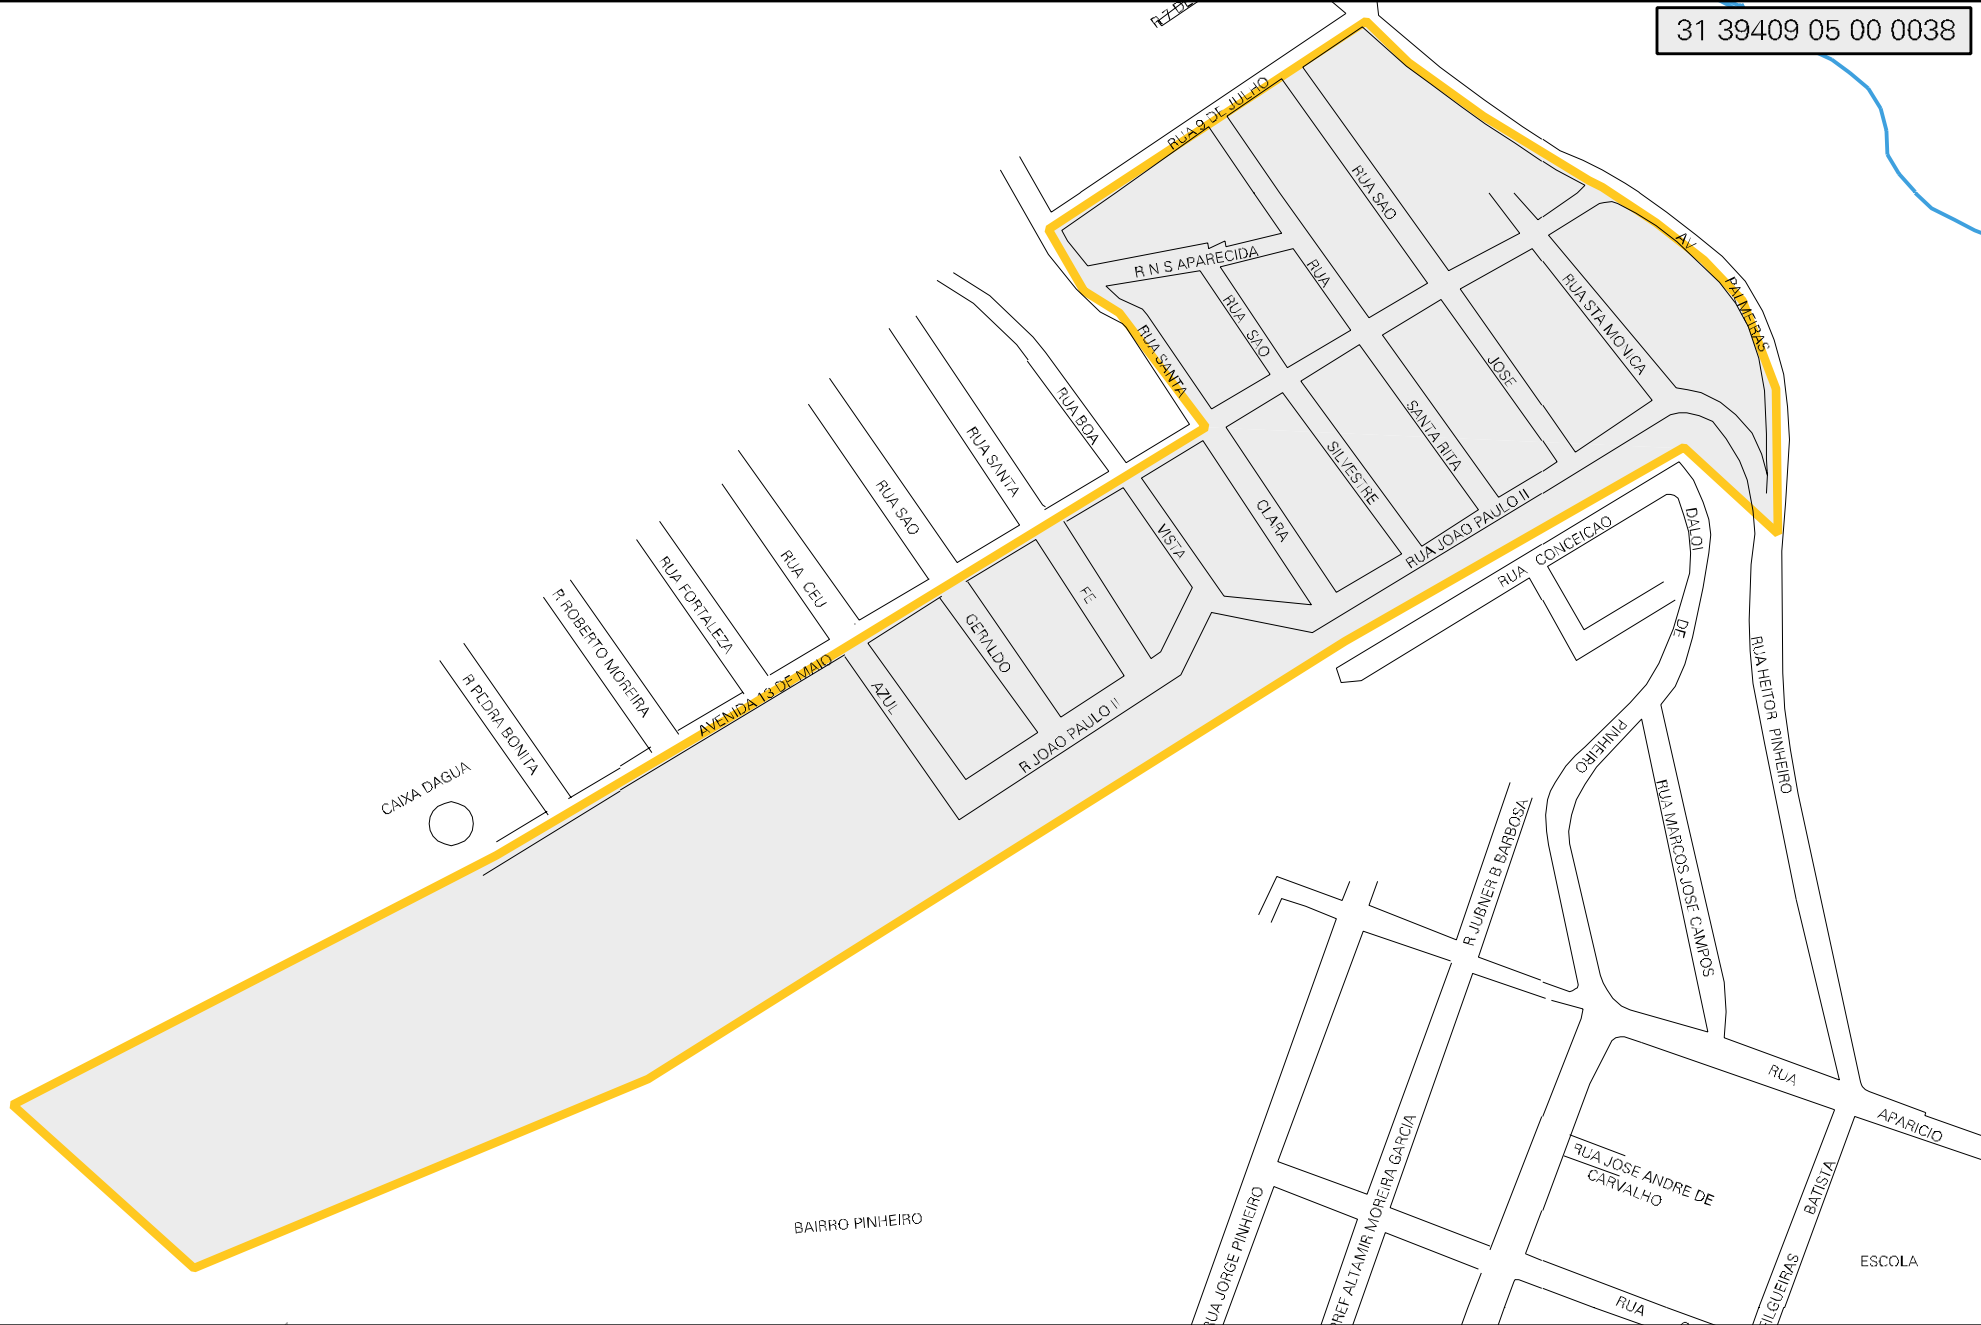 31 39409 05 00 0038
RUA 9 DE JULHO
RUA SAO
AV
PALMEIRAS
R N S APARECIDA
RUA
RUA STA MONICA
RUA SAO
RUA SANTA
JOSE
RUA BOA
SANTA RITA
RUA SANTA
SILVESTRE
RUA SAO
CLARA
VISTA
RUA JOAO PAULO II
RUA CONCEICAO
DALOI
RUA CEU
RUA FORTALEZA
FE
R ROBERTO MOREIRA
GERALDO
DE
AVENIDA 13 DE MAIO
AZUL
R PEDRA BONITA
R JOAO PAULO II
RUA HEITOR PINHEIRO
PINHEIRO
CAIXA DAGUA
R JUBNER B BARBOSA
RUA MARCOS JOSE CAMPOS
RUA
APARICIO
RUA JOSE ANDRE DE
CARVALHO
BATISTA
PREF ALTAMIR MOREIRA GARCIA
RUA JORGE PINHEIRO
BAIRRO PINHEIRO
ESCOLA
FILGUEIRAS
RUA